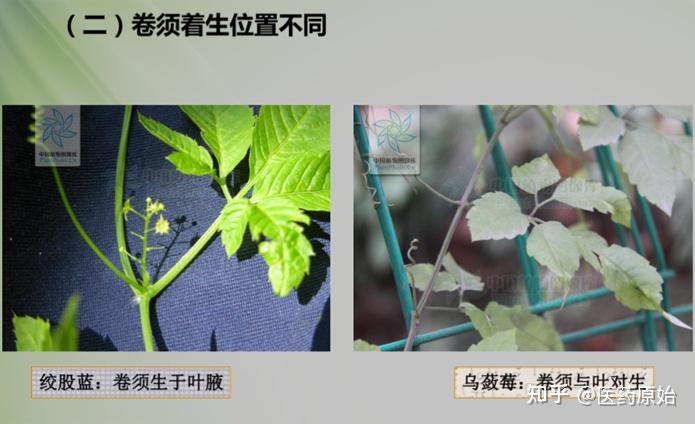 （二）卷须着生位置不同
中国植物图像库
中国植物图像库
绞股蓝：卷须生于叶腋
乌蔹莓：卷须与叶对生
知乎 @医药原始